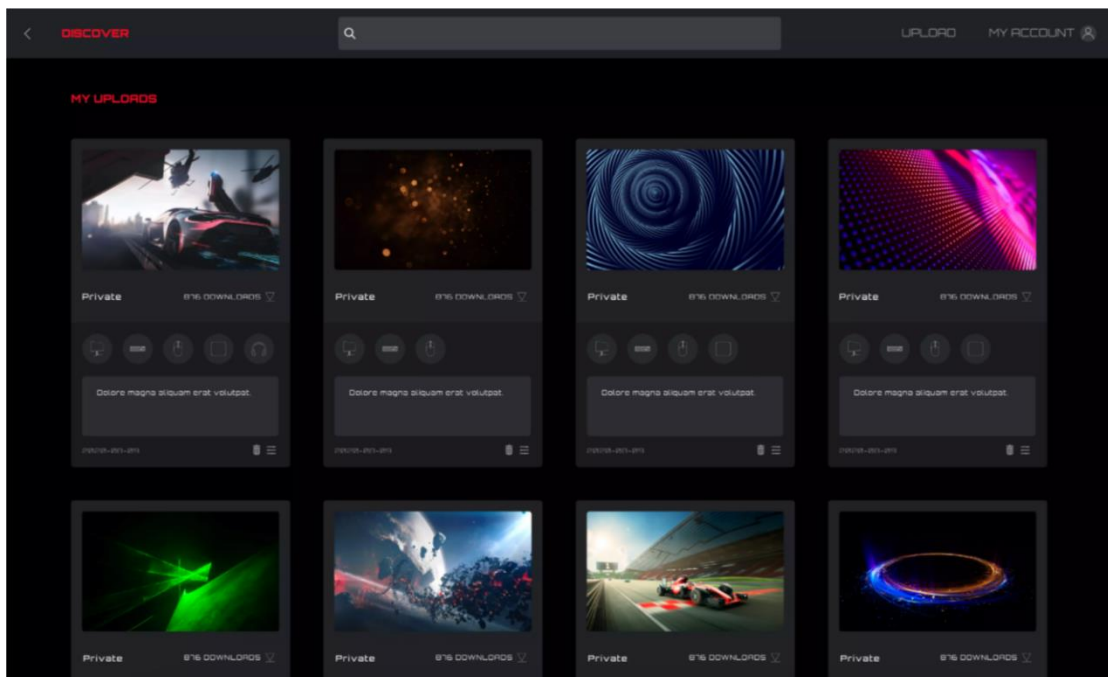 DISCOVER
UPLOAD
MY ACCOUNT
MY UPLOADS
Private 876 DOWNLOADS
Private 876 DOWNLOADS
Private 876 DOWNLOADS
Private 876 DOWNLOADS
Dolore magna aliquam erat volutpat.
Dolore magna aliquam erat volutpat.
Dolore magna aliquam erat volutpat.
Dolore magna aliquam erat volutpat.
Private 876 DOWNLOADS
Private 876 DOWNLOADS
Private 876 DOWNLOADS
Private 876 DOWNLOADS